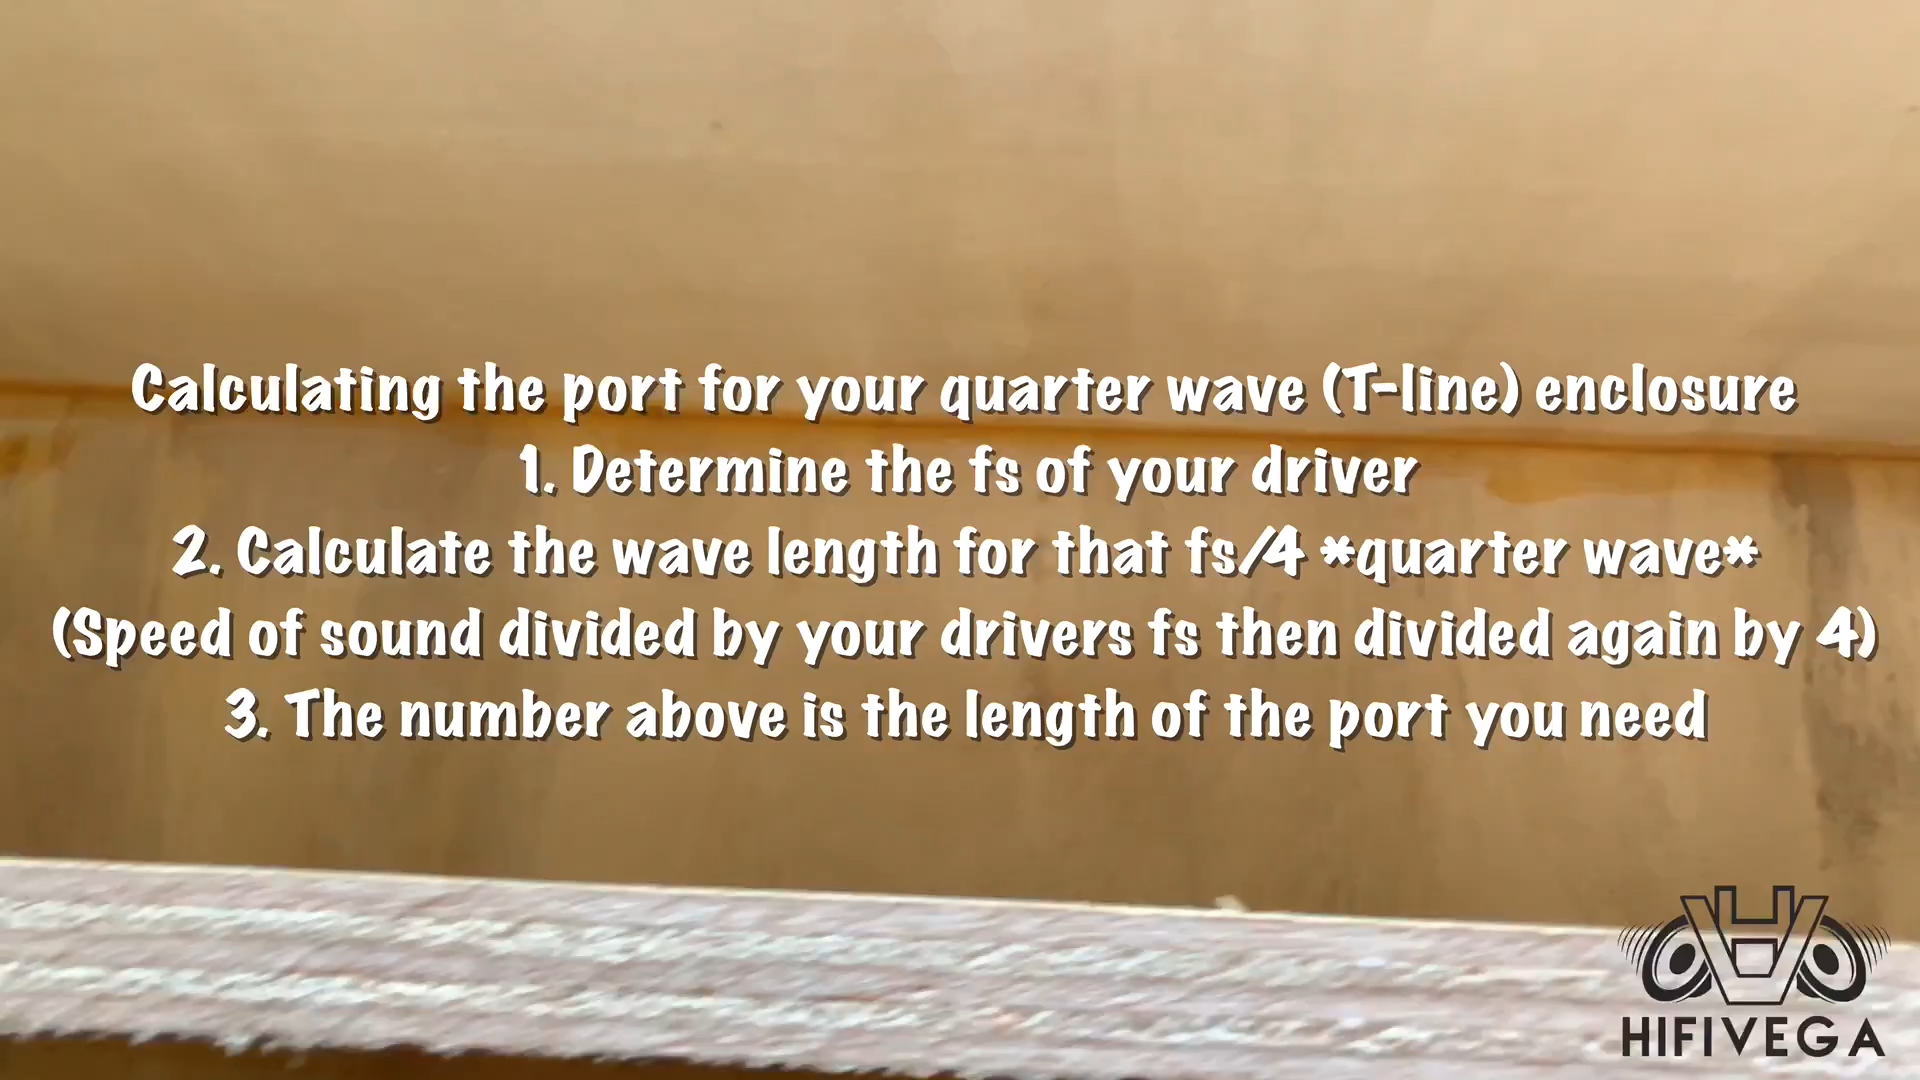 Calculating the port for your quarter wave (T-line) enclosure
1. Determine the fs of your driver
2. Calculate the wave length for that fs/4 *quarter wave*
(Speed of sound divided by your drivers fs then divided again by 4)
3. The number above is the length of the port you need
HIFIVEGA